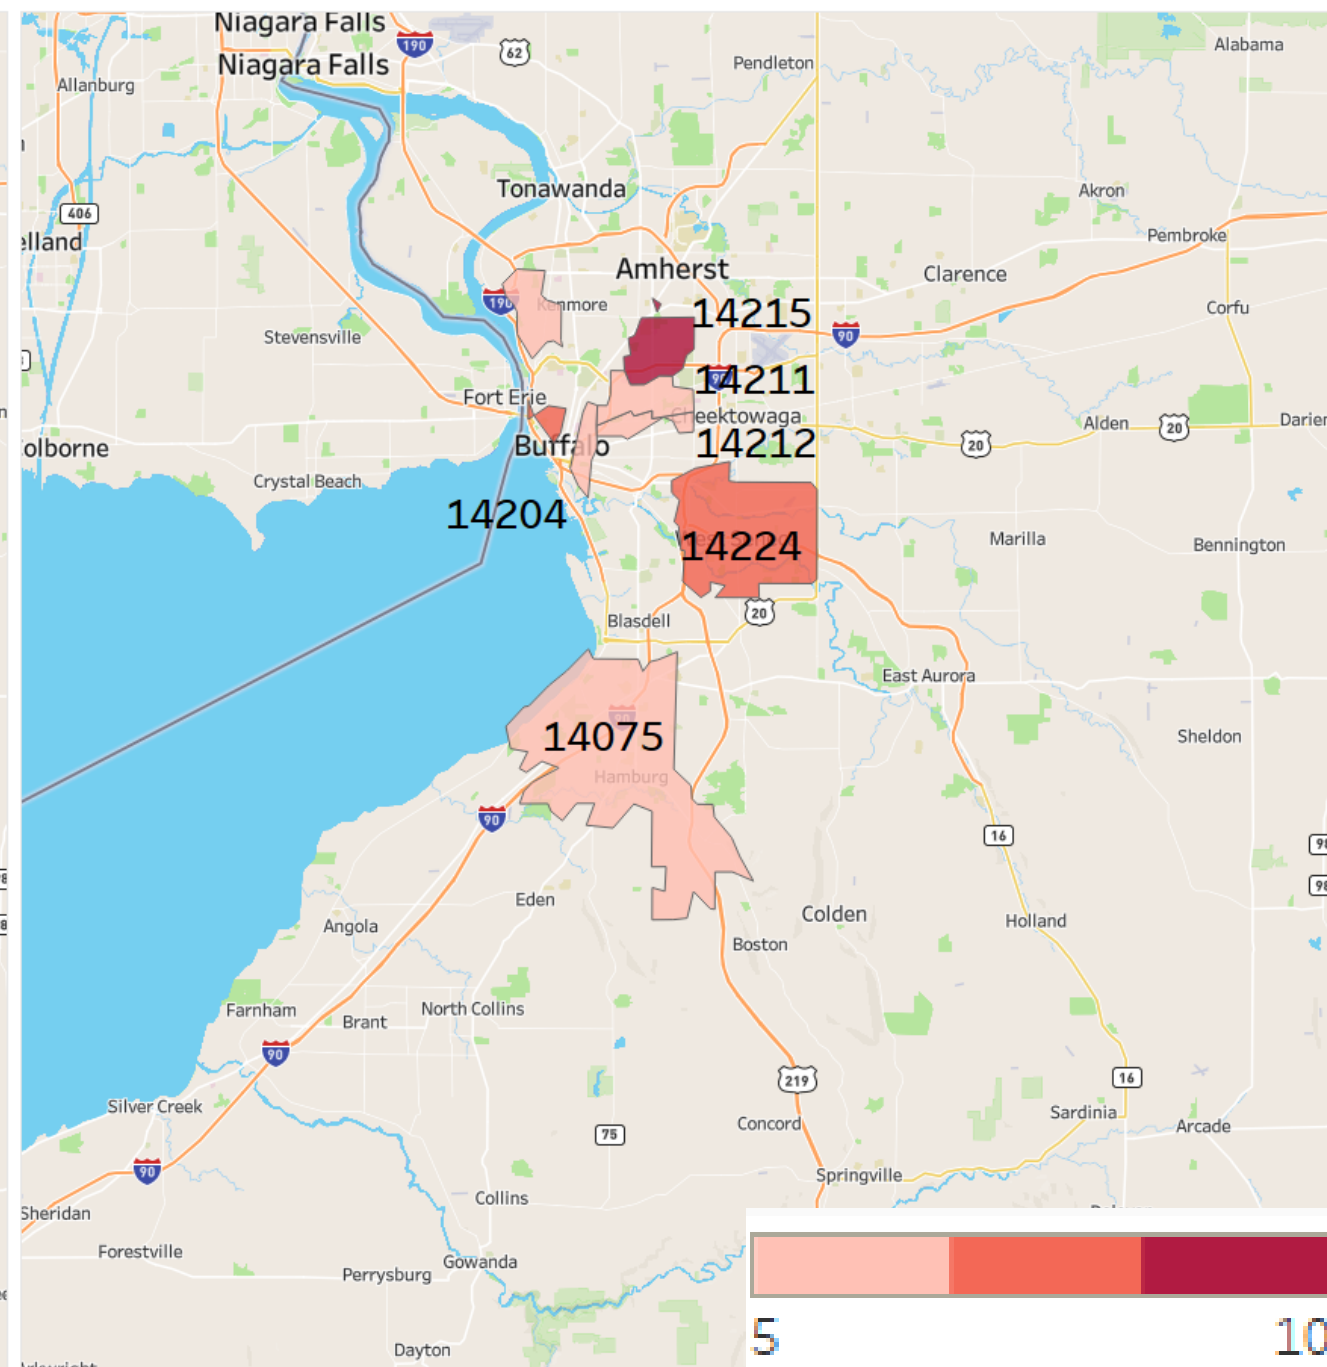 Niagara Falls
190
62
Alabama
Pendleton
Niagara Falls
Allanburg
Tonawanda
Akron
406
Pembroke
elland
Amherst
Clarence
190
Kenmore
14215
Corfu
Stevensville
90
90
14211
Fort Erie
Cheektowaga
Alden
20
Darien
20
Buffalo
14212
olborne
Crystal Beach
14204
Marilla
14224
Bennington
20
Blasdell
East Aurora
14075
Sheldon
Hamburg
90
16
Eden
Colden
Holland
Angola
Boston
Farnham
North Collins
Brant
90
219
16
Silver Creek
Sardinia
Concord
Arcade
75
90
Springville
Collins
Sheridan
Forestville
Gowanda
Perrysburg
5
10
Dayton